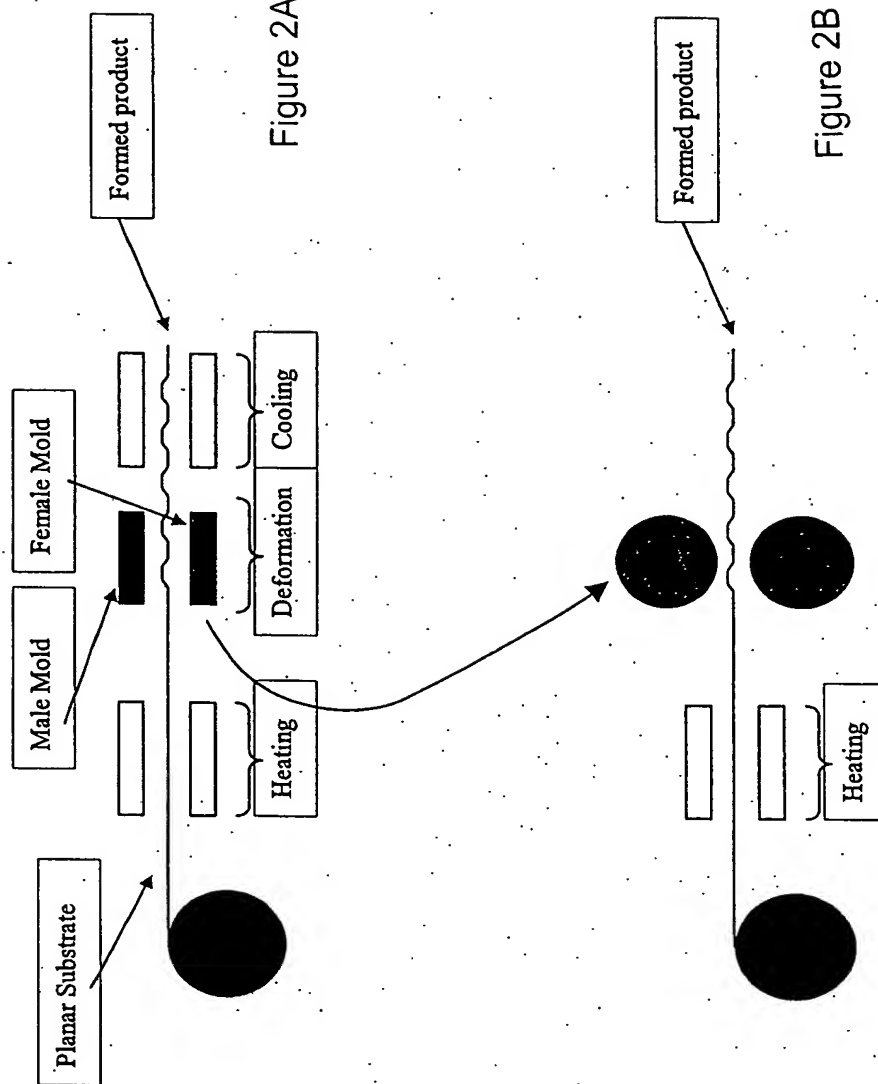 Planar Substrate
Male Mold
Female Mold
Formed product
Heating
Deformation
Cooling
Figure 2A
Formed product
Heating
Figure 2B